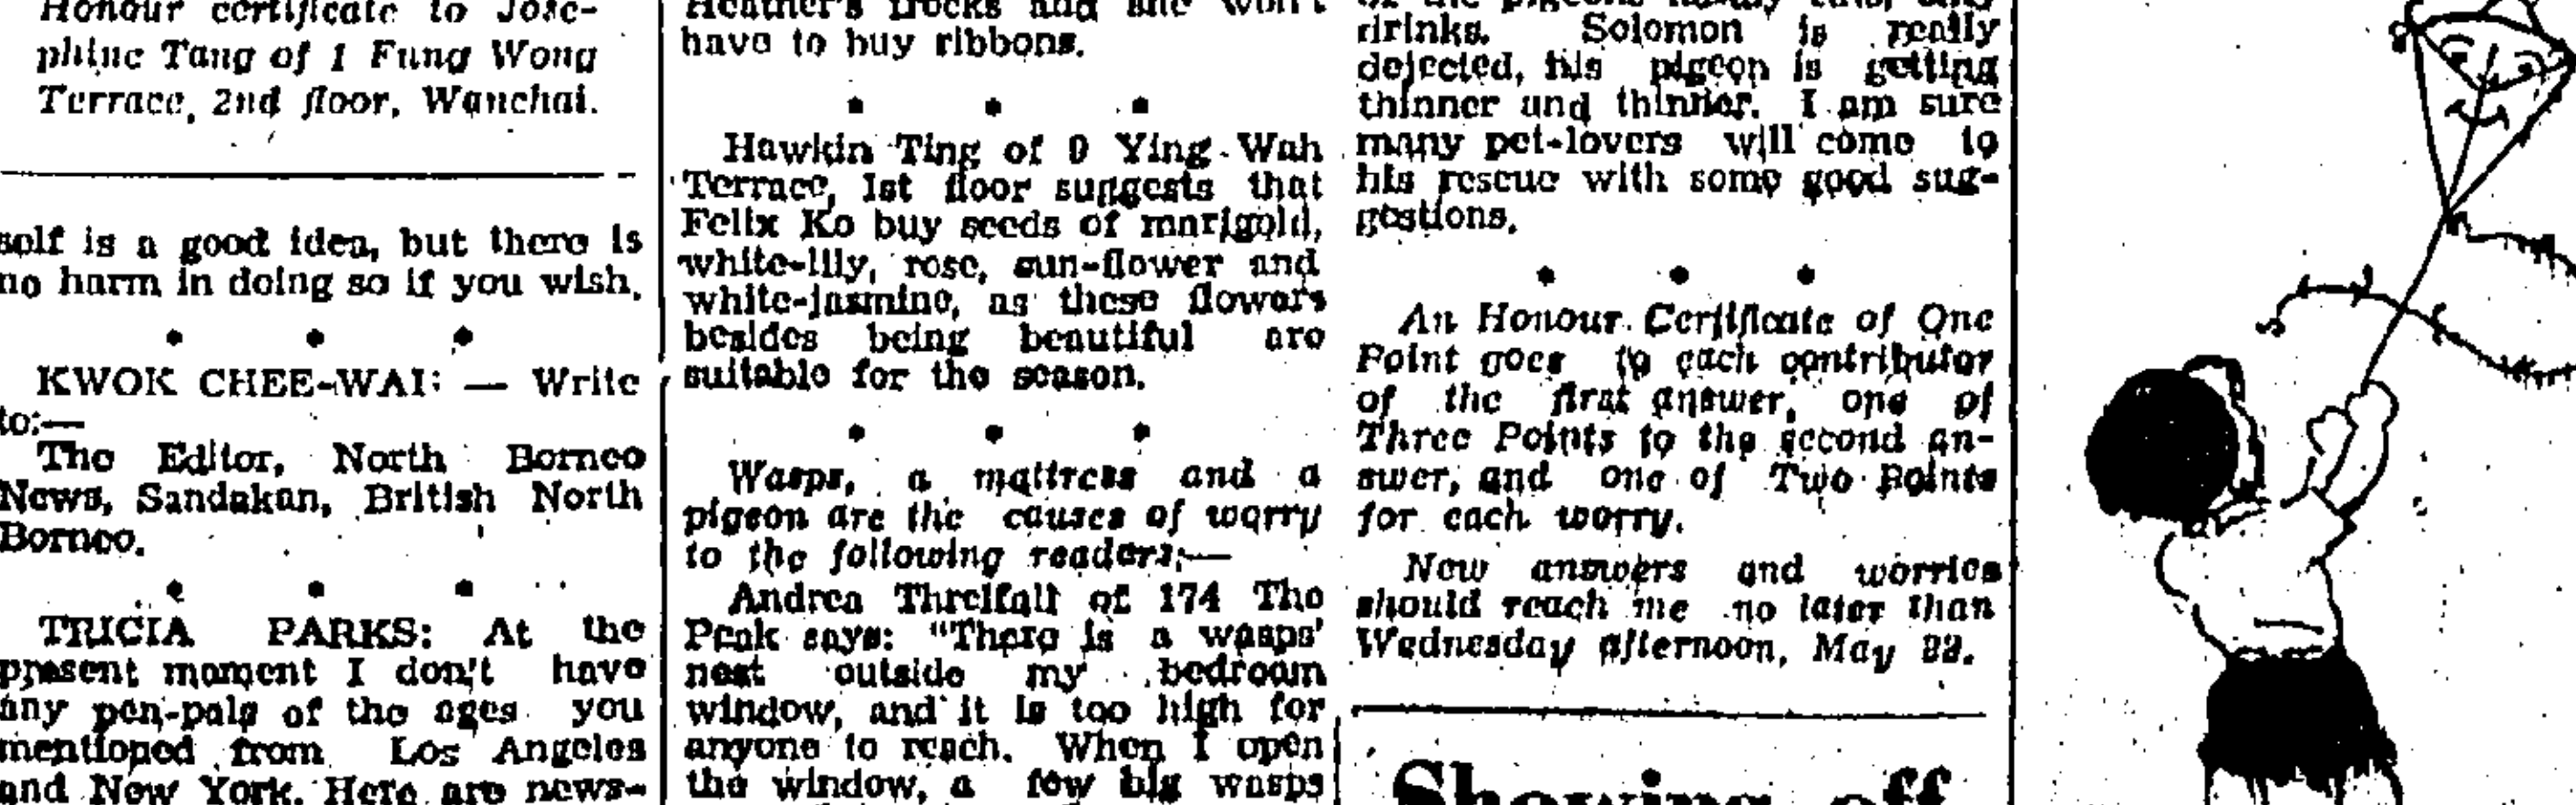 Honour certificate to Jose-
phine Tang of 1 Fung Wong
Terrace, 2nd floor, Wanchai.
self is a good idea, but there is
no harm in doing so if you wish.
KWOK CHEE-WAI: — Write
to:—
The Editor, North Borneo
News, Sandakan, British North
Borneo.
TRICIA PARKS: At the
present moment I don't have
any pen-pals of the ages you
mentioned from Los Angeles
and New York. Here are news-
Heather's frocks and she won't
have to buy ribbons.
Hawkin Ting of 9 Ying Wah
Terrace, 1st floor suggests that
Felix Ko buy seeds of marigold,
white-lily, rose, sun-flower and
white-jasmine, as these flowers
besides being beautiful are
suitable for the season.
Wasps, a mattress and a
pigeon are the causes of worry
to the following readers:—
Andrea Threlfall of 174 The
Peak says: "There is a wasps'
nest outside my bedroom
window, and it is too high for
anyone to reach. When I open
the window, a few big wasps
of the pigeons
drinks. Solomon is really
dejected, his pigeon is getting
thinner and thinner. I am sure
many pet-lovers will come to
his rescue with some good sug-
gestions.
An Honour Certificate of One
Point goes to each contributor
of the first answer, one of
Three Points to the second an-
swer, and one of Two Points
for each worry.
New answers and worries
should reach me no later than
Wednesday afternoon, May 22.
Showing off